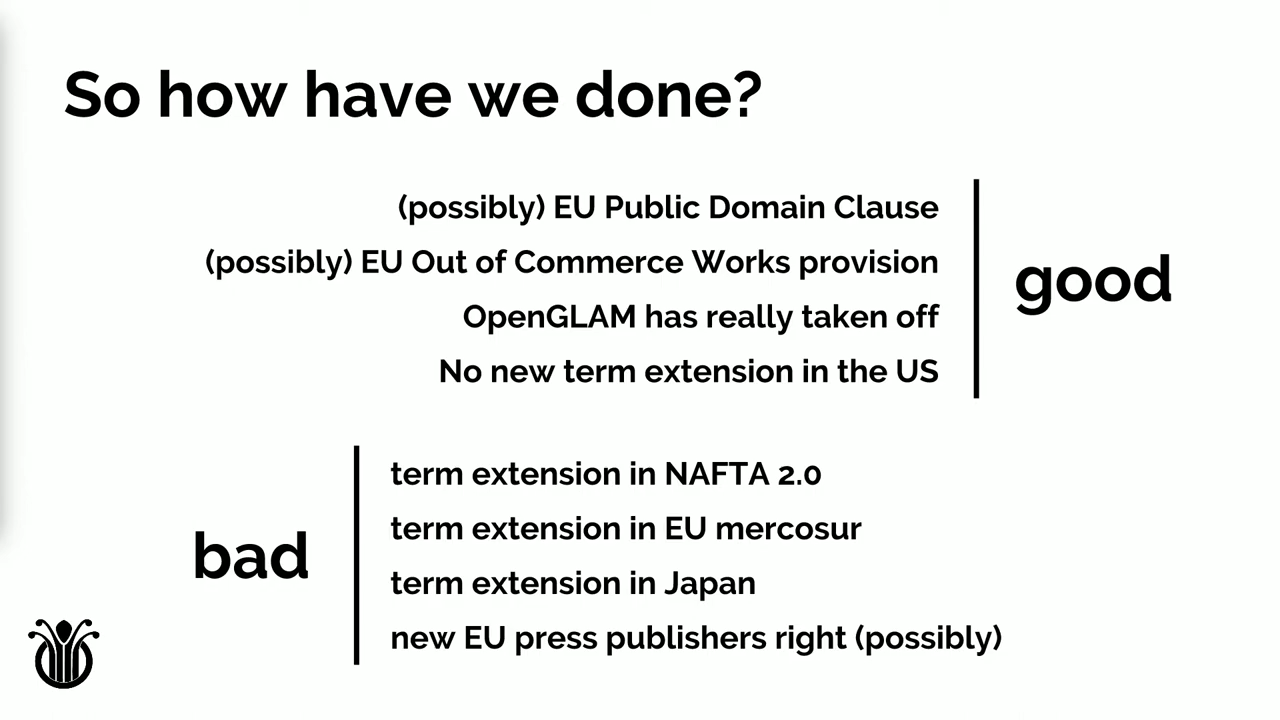 So how have we done?
(possibly) EU Public Domain Clause
(possibly) EU Out of Commerce Works provision
OpenGLAM has really taken off
No new term extension in the US
good
bad
term extension in NAFTA 2.0
term extension in EU mercosur
term extension in Japan
new EU press publishers right (possibly)